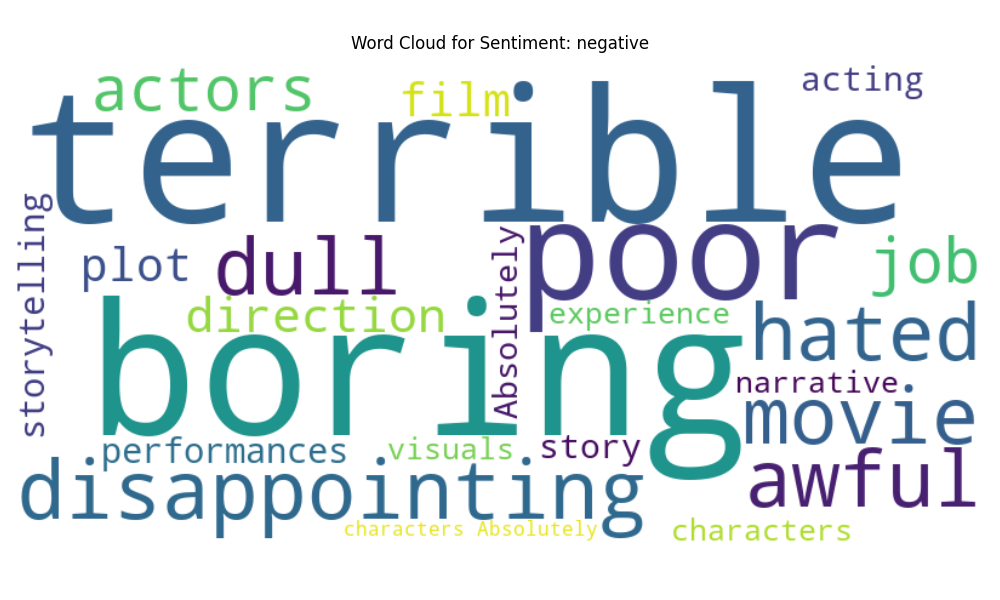 Word Cloud for Sentiment: negative
actors
film
acting
terrible
storytelling
plot
dull
Absolutely
poor
job
direction
experience
boring
hated
narrative
movie
performances
visuals
story
awful
disappointing
characters Absolutely
characters